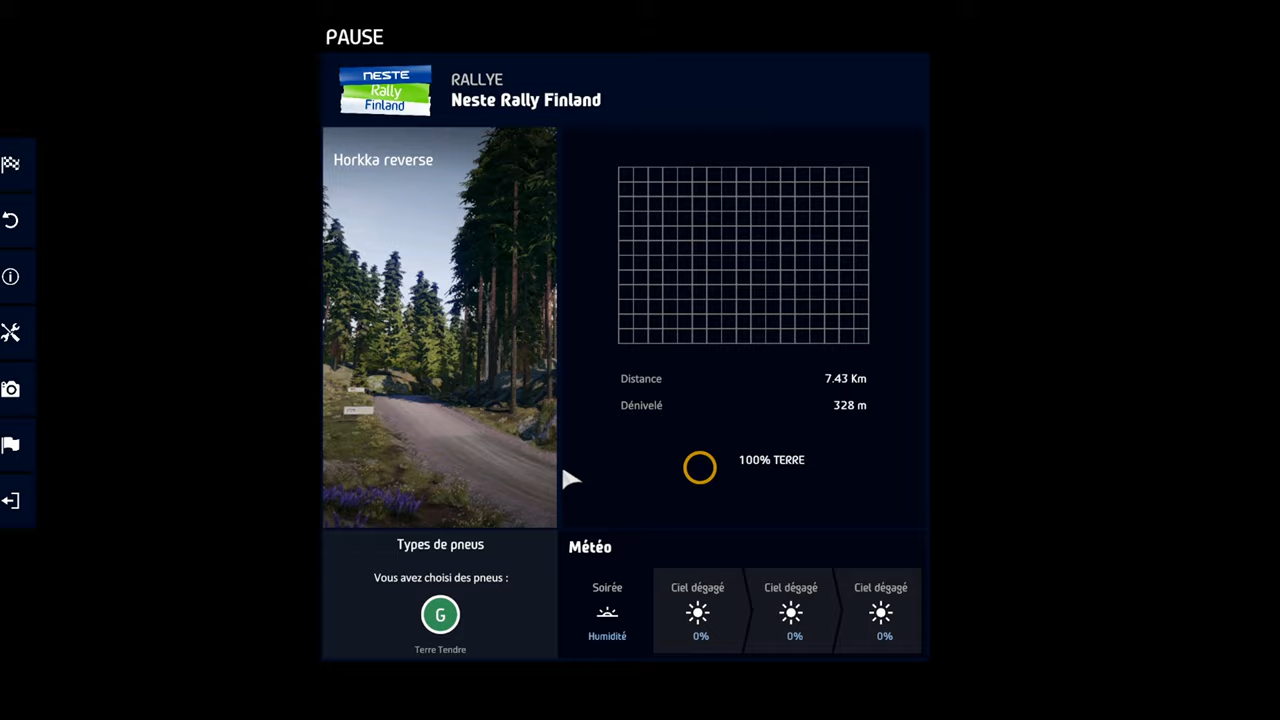 PAUSE
NESTE
Rally
Finland
RALLYE
Neste Rally Finland
Horkka reverse
Distance 7.43 Km
Dénivelé 328 m
100% TERRE
Types de pneus
Vous avez choisi des pneus :
G
Terre Tendre
Météo
Soirée Ciel dégagé Ciel dégagé Ciel dégagé
Humidité 0% 0% 0%